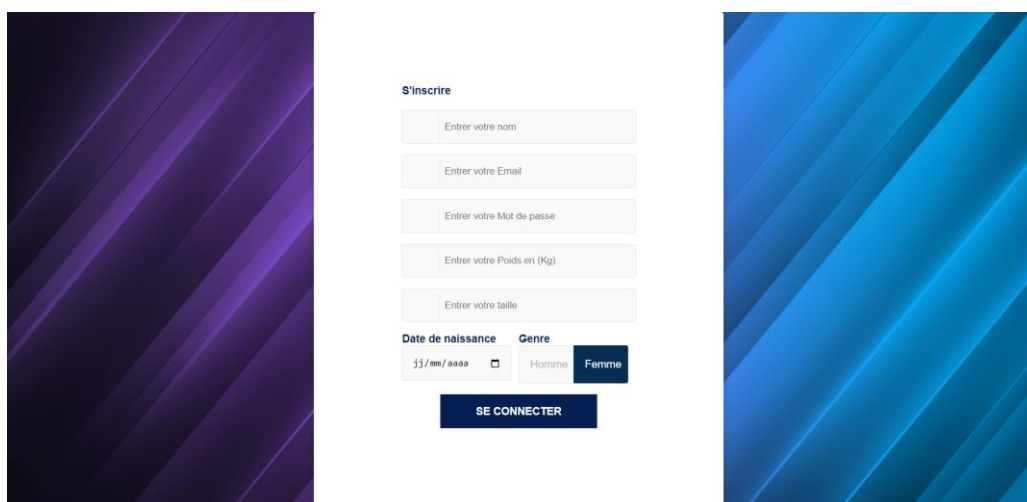 S'inscrire
Entrer votre nom
Entrer votre Email
Entrer votre Mot de passe
Entrer votre Poids en (Kg)
Entrer votre taille
Date de naissance Genre
jj/mm/aaaa Homme Femme
SE CONNECTER